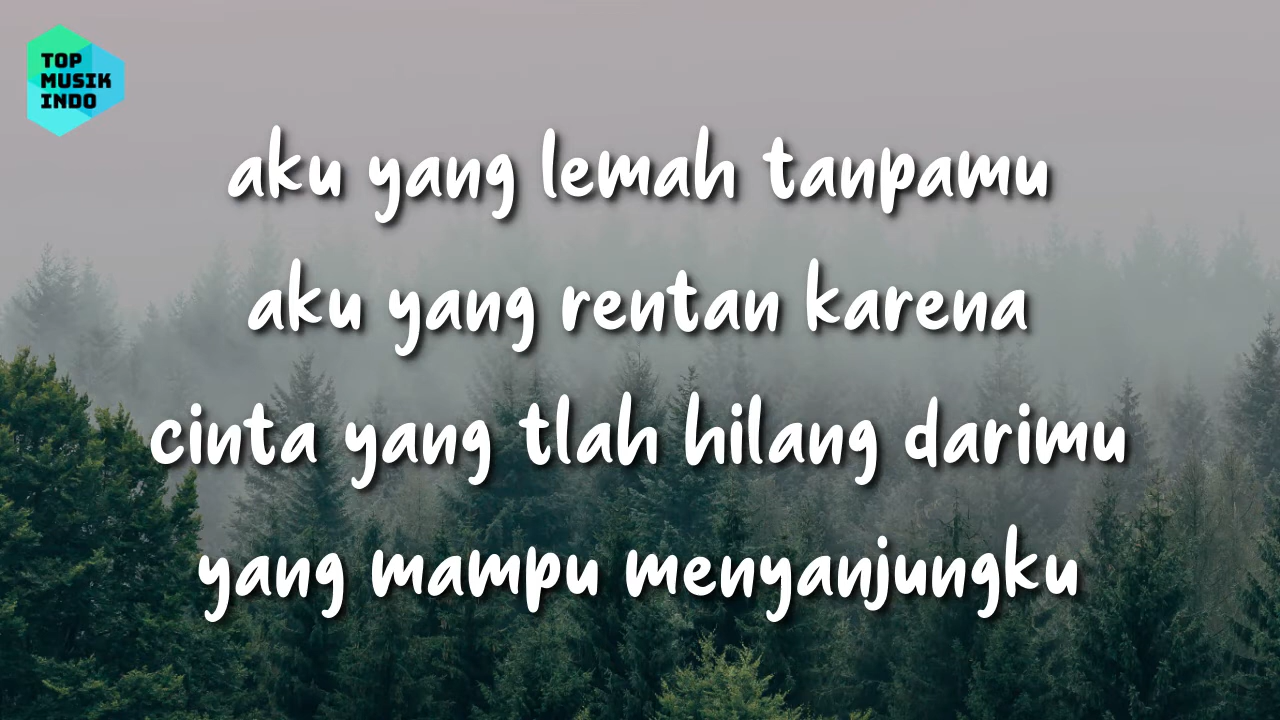 TOP
MUSIK
INDO
aku yang lemah tanpamu
aku yang rentan karena
cinta yang tlah hilang darimu
yang mampu menyanjungku